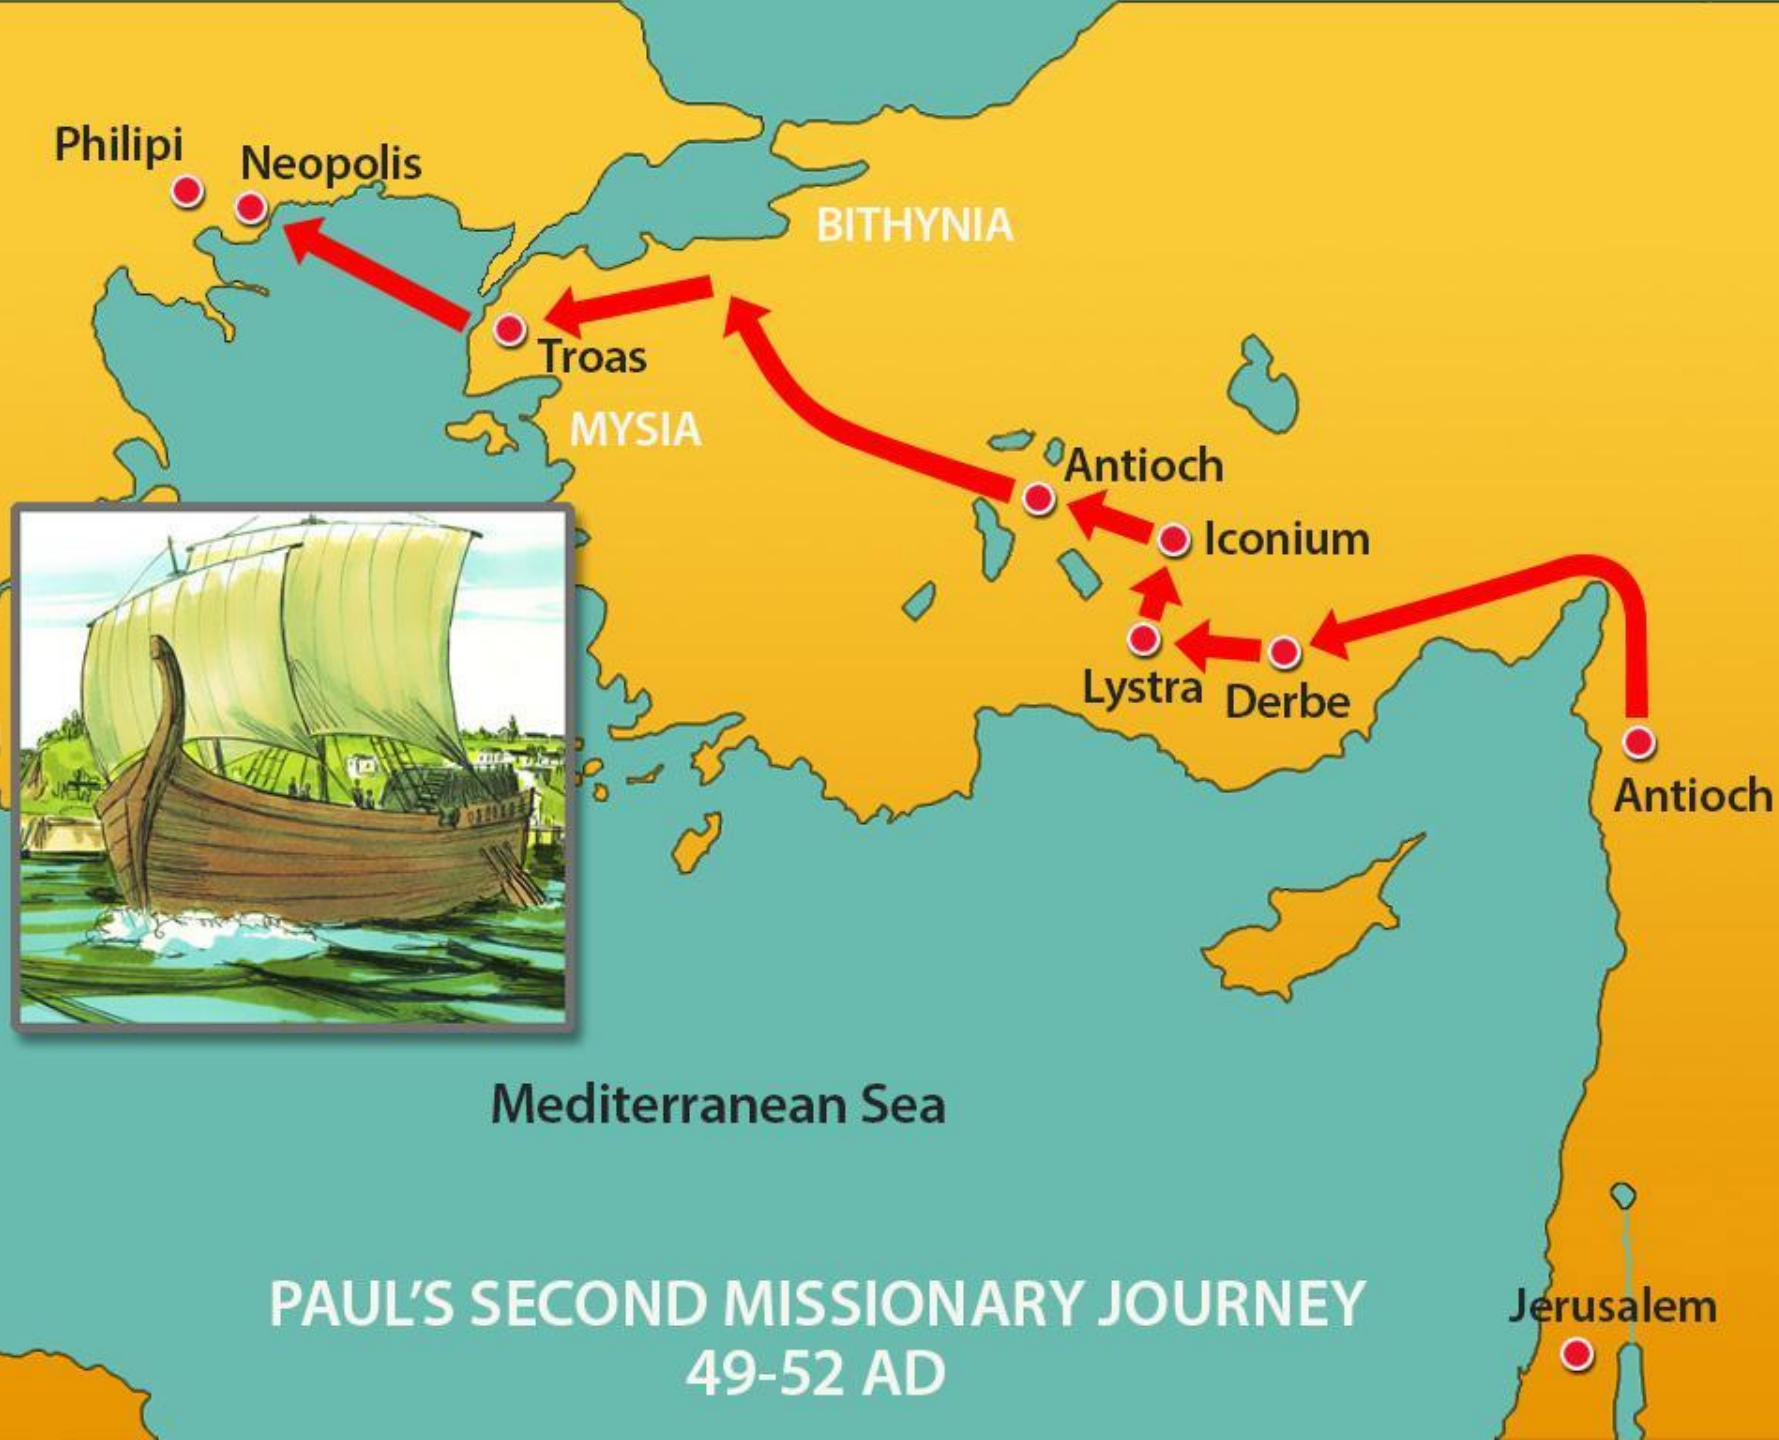 Philipi
Neopolis
BITHYNIA
Troas
MYSIA
Antioch
Iconium
Lystra
Derbe
Antioch
Mediterranean Sea
PAUL'S SECOND MISSIONARY JOURNEY
49-52 AD
Jerusalem